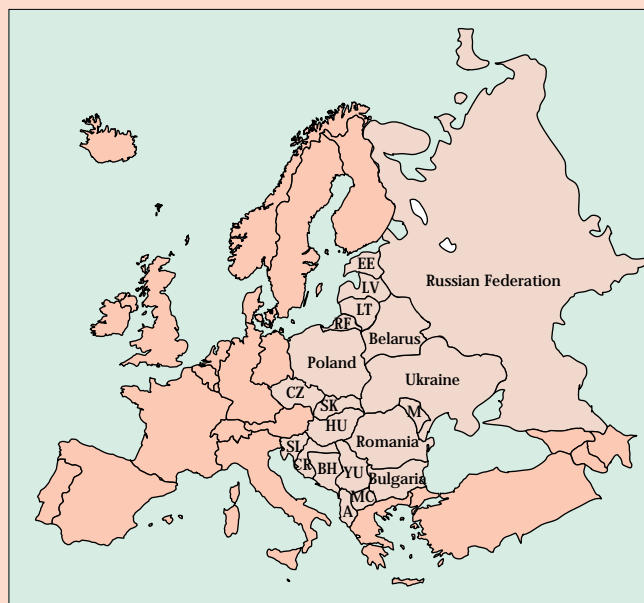 EE
Russian Federation
LV
LT
RF
Belarus
Poland
Ukraine
CZ
SK
M
HU
Romania
SL
CR
BH
YU
Bulgaria
MC
A